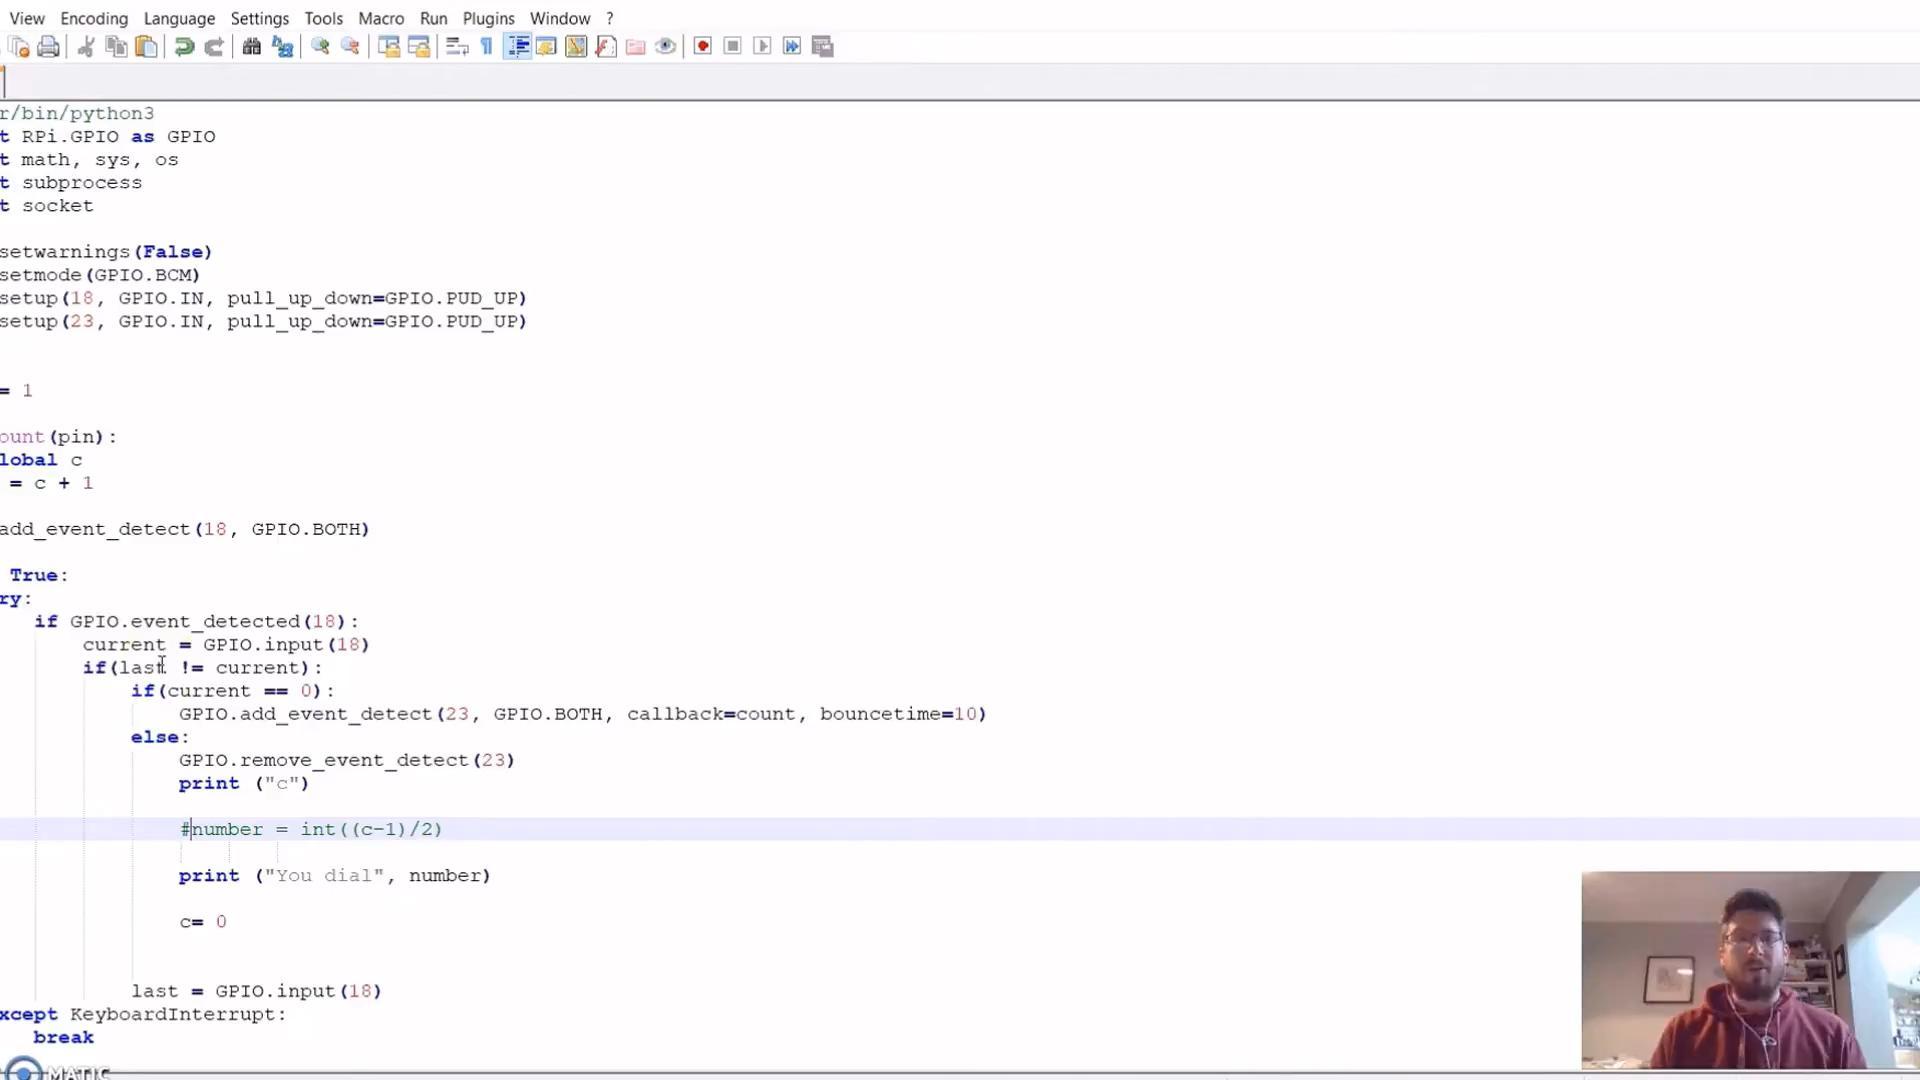 View Encoding Language Settings Tools Macro Run Plugins Window ?
r/bin/python3
t RPi.GPIO as GPIO
t math, sys, os
t subprocess
t socket
setwarnings(False)
setmode(GPIO.BCM)
setup(18, GPIO.IN, pull_up_down=GPIO.PUD_UP)
setup(23, GPIO.IN, pull_up_down=GPIO.PUD_UP)
= 1
ount(pin):
lobal c
= c + 1
add_event_detect(18, GPIO.BOTH)
True:
ry:
if GPIO.event_detected(18):
current = GPIO.input(18)
if(last != current):
if(current == 0):
GPIO.add_event_detect(23, GPIO.BOTH, callback=count, bouncetime=10)
else:
GPIO.remove_event_detect(23)
print ("c")
#number = int((c-1)/2)
print ("You dial", number)
c= 0
last = GPIO.input(18)
xcept KeyboardInterrupt:
break
MATIC